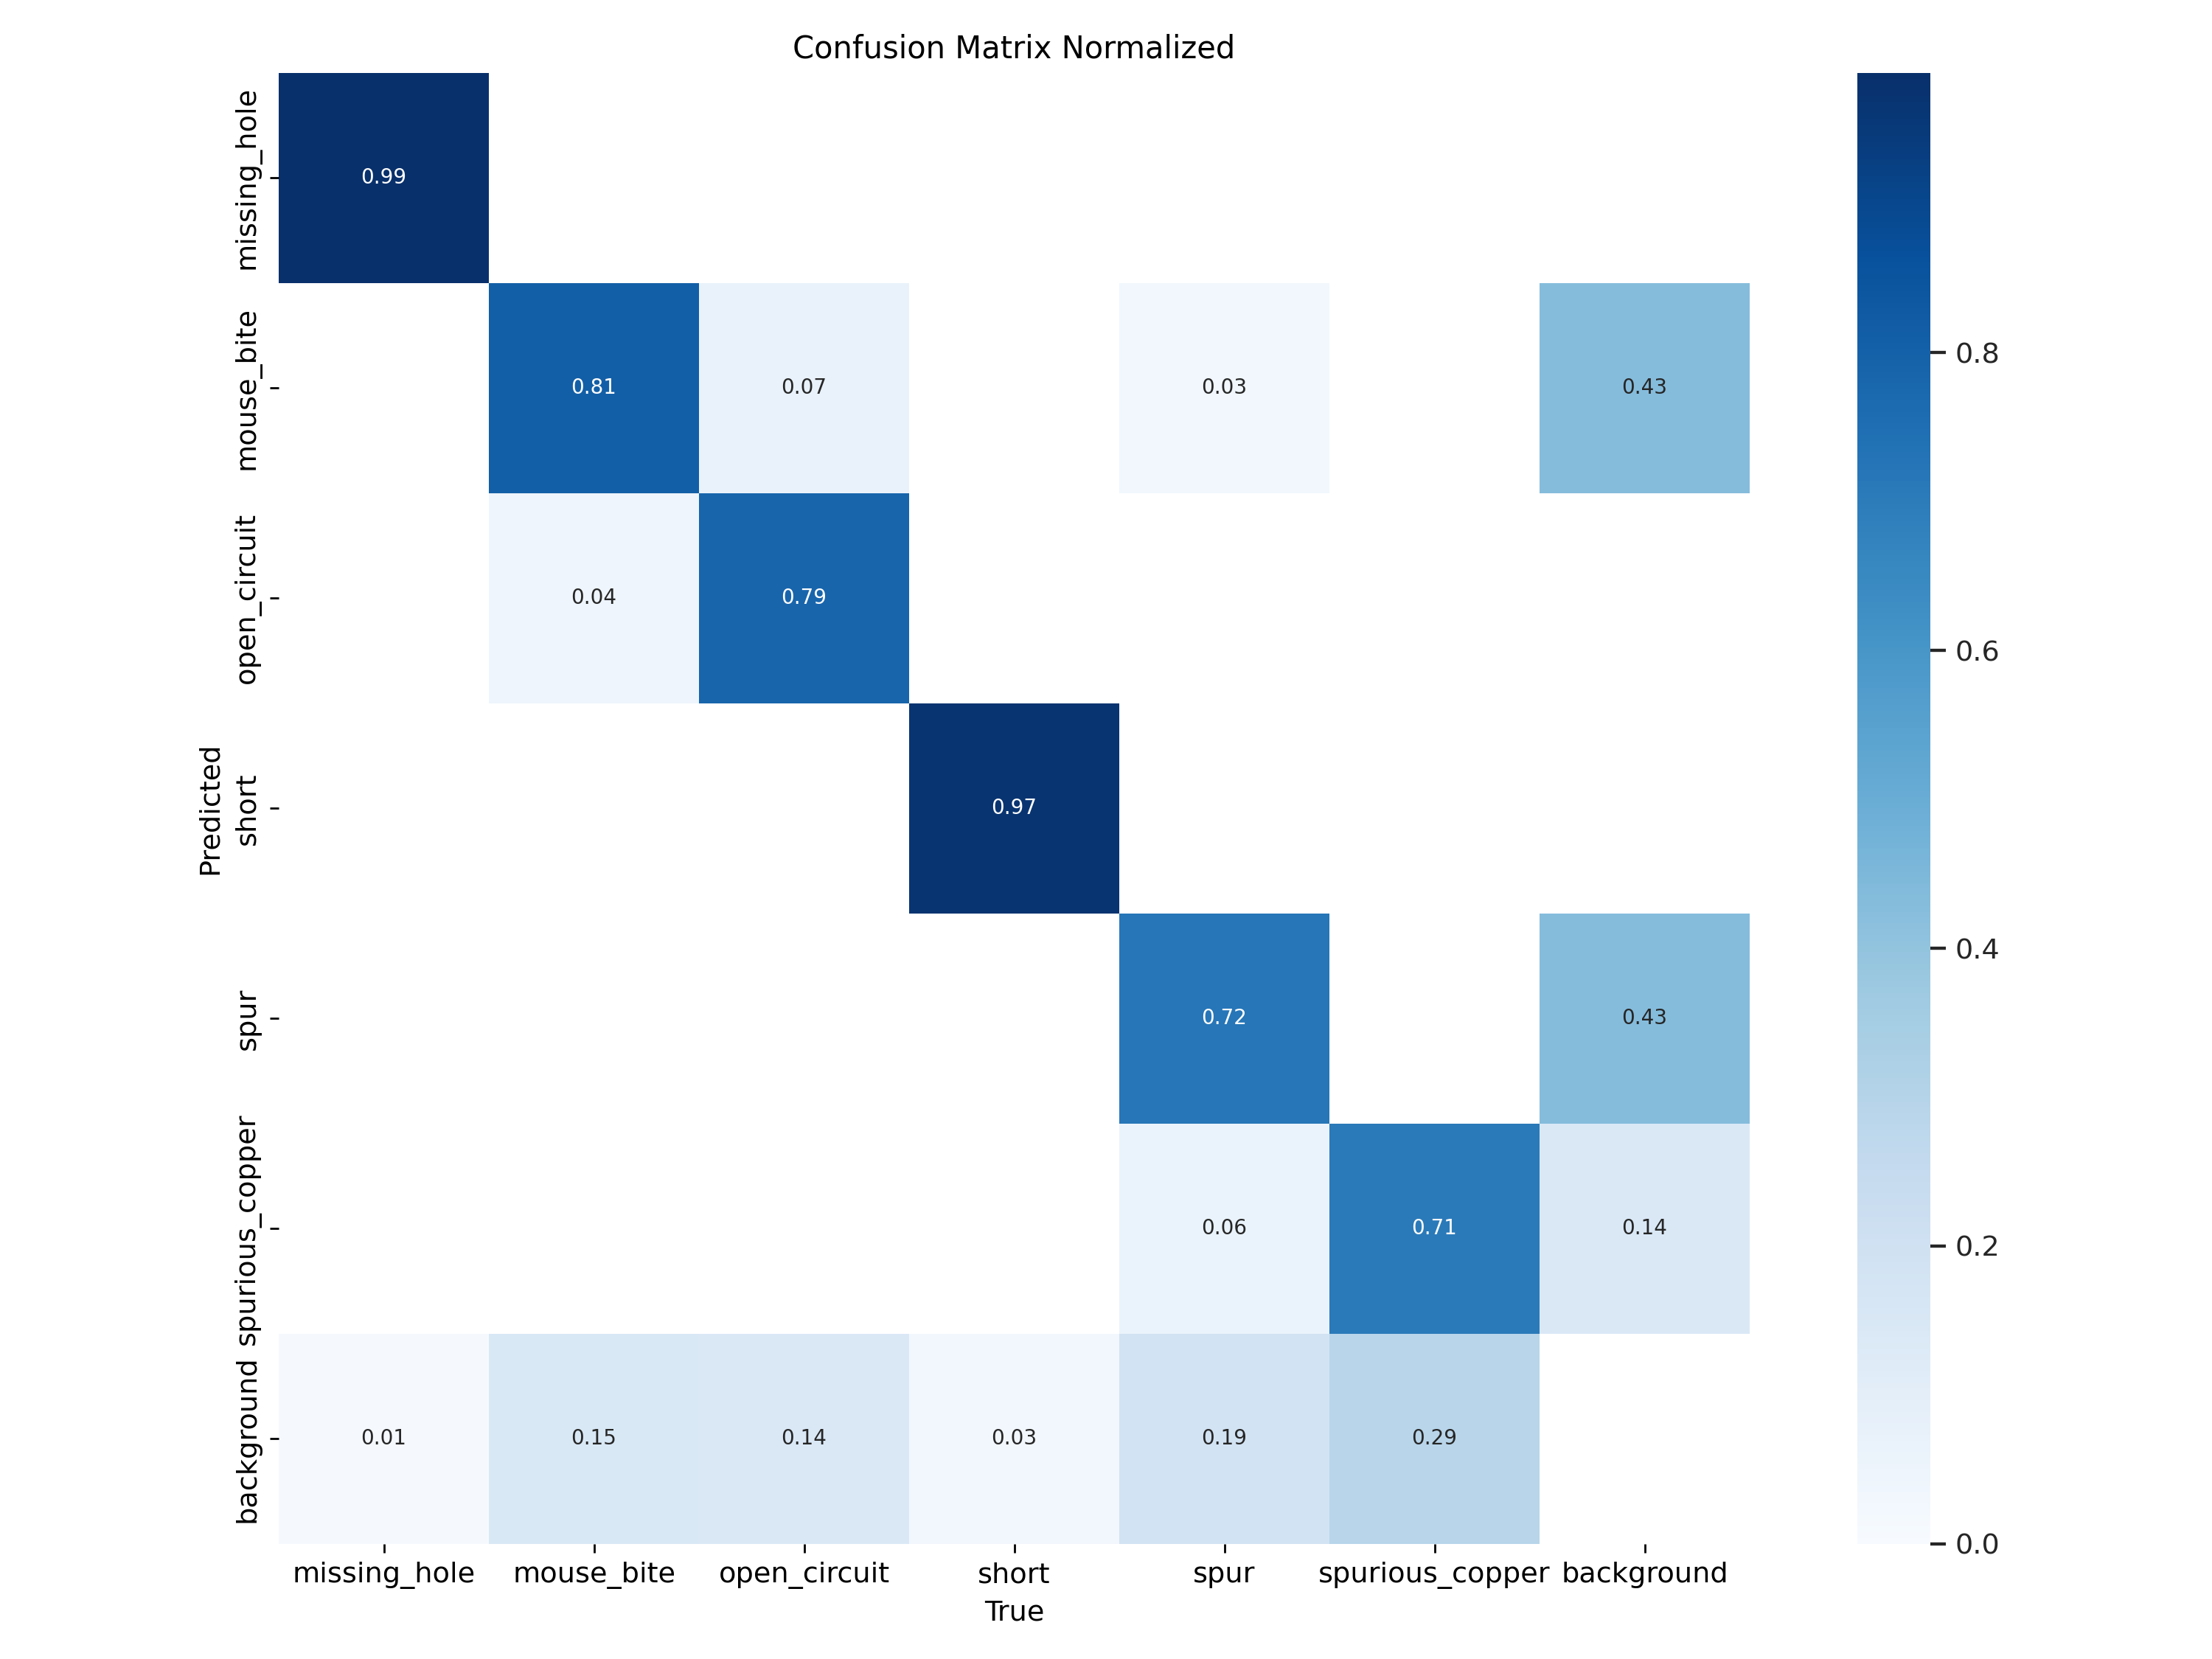 Confusion Matrix Normalized
missing_hole
0.99
mouse_bite
0.81 0.07 0.03 0.43
0.8
open_circuit
0.04 0.79
0.6
Predicted
short
0.97
0.4
spur
0.72 0.43
spurious_copper
0.06 0.71 0.14
0.2
background
0.01 0.15 0.14 0.03 0.19 0.29
0.0
missing_hole mouse_bite open_circuit short spur spurious_copper background
True